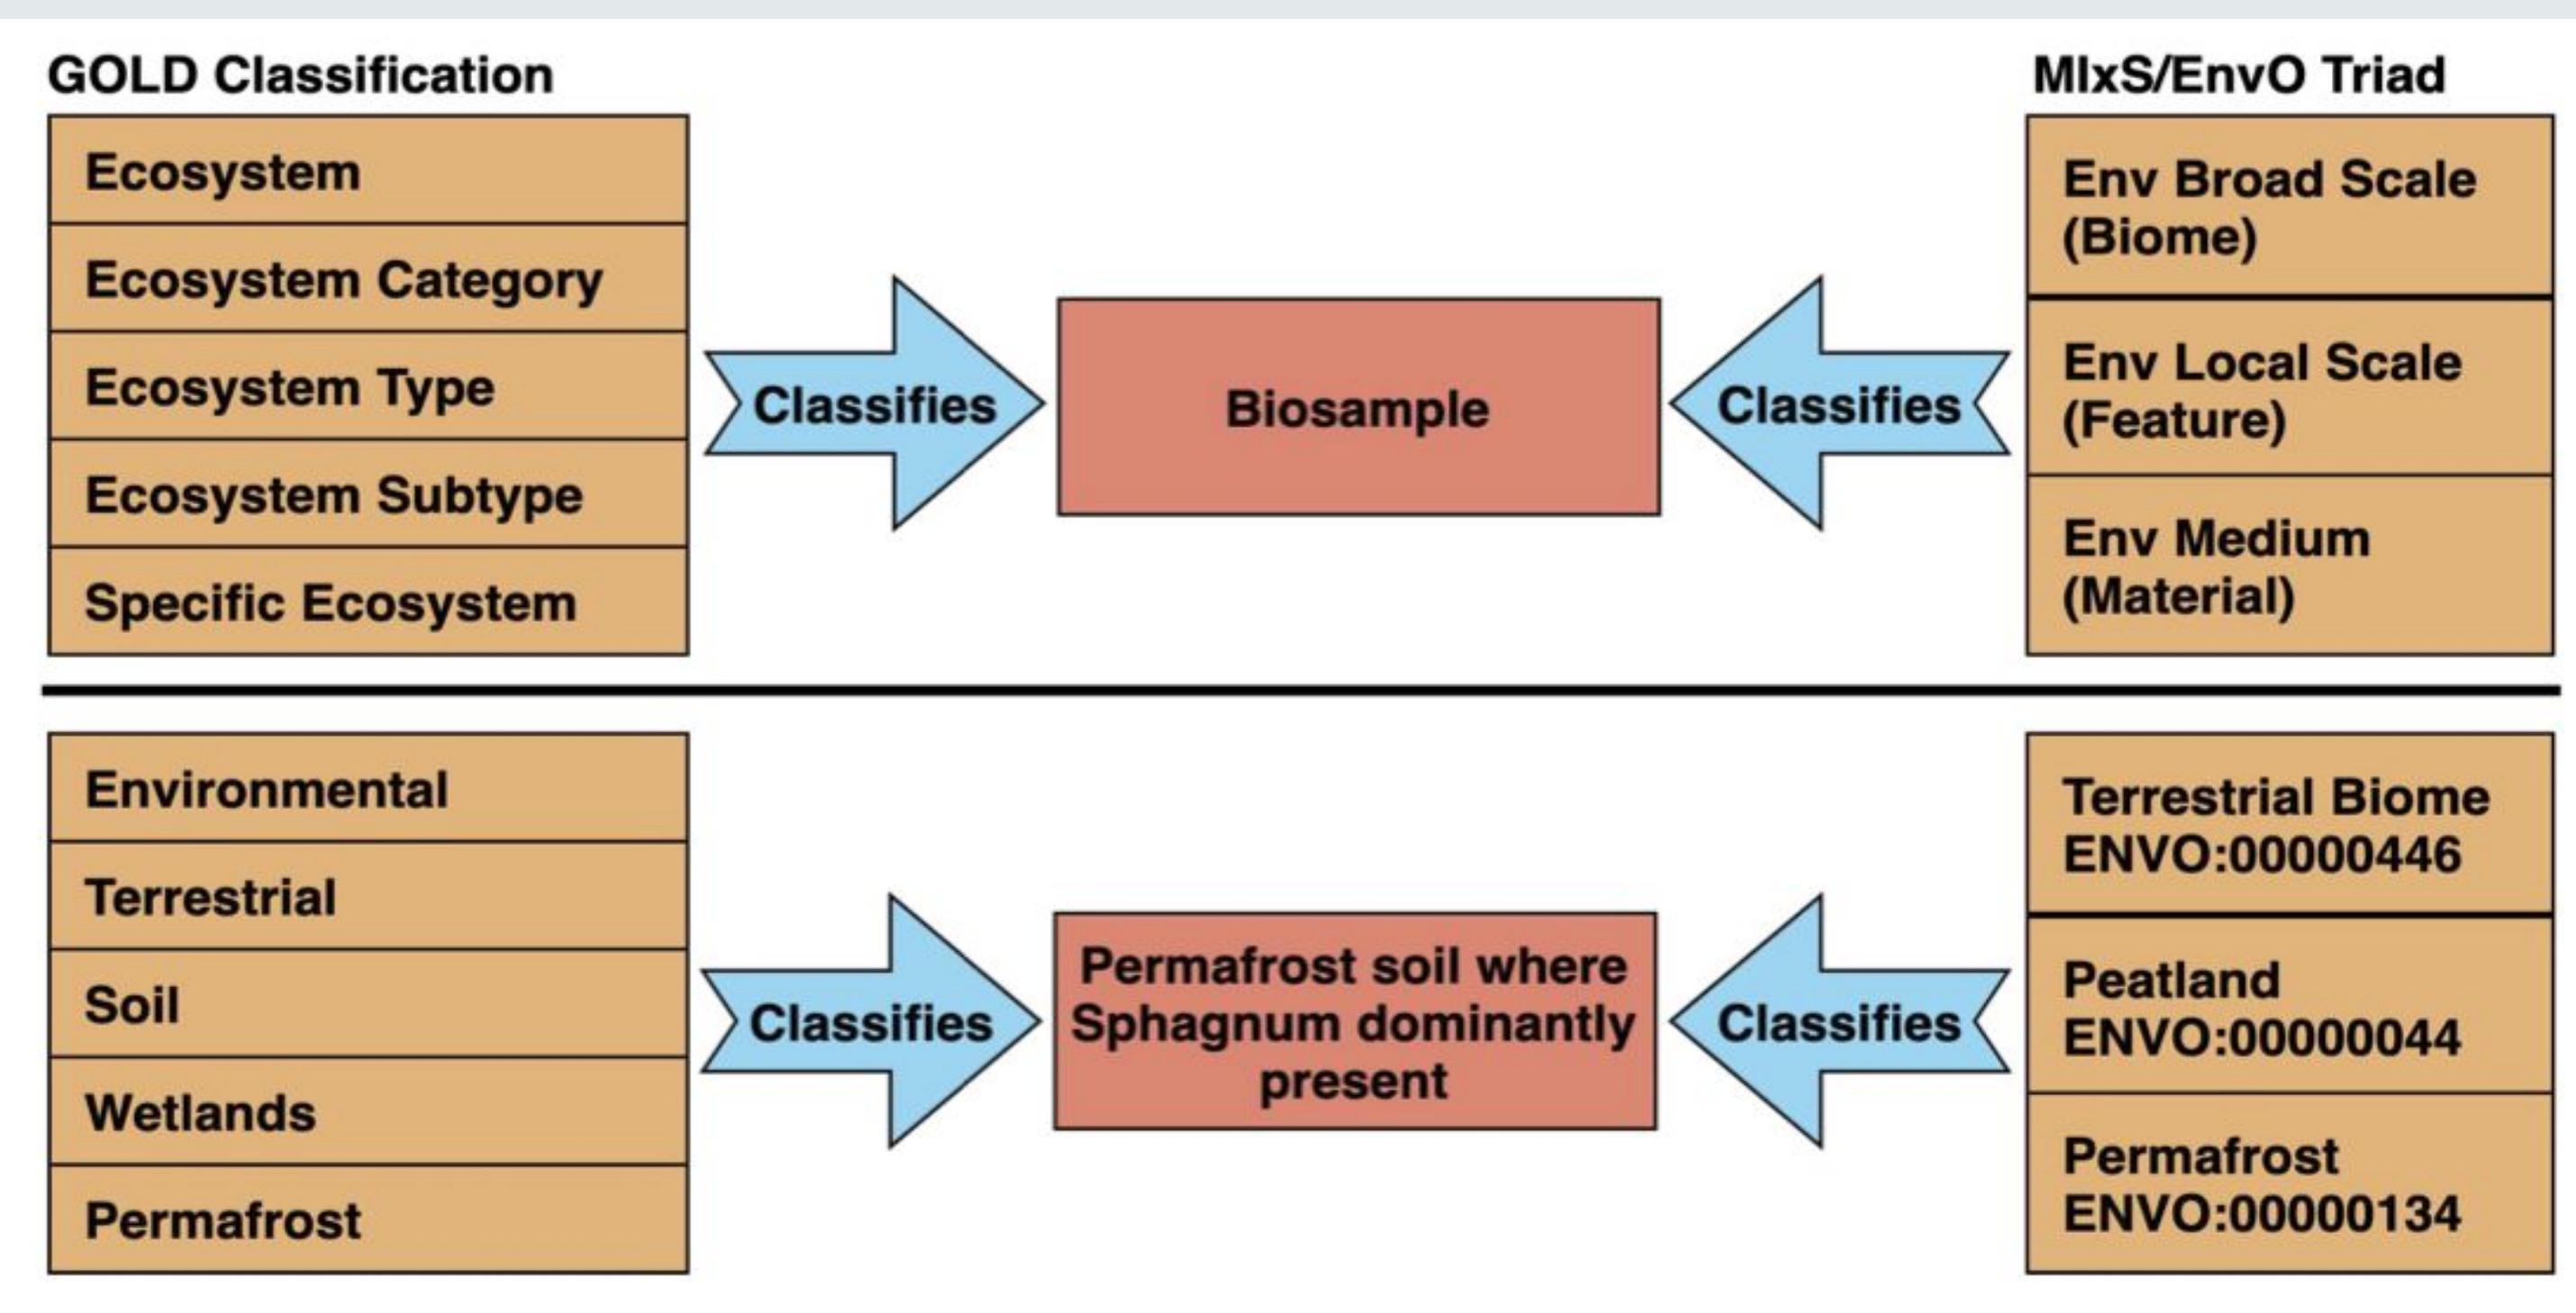 GOLD Classification
Ecosystem
Ecosystem Category
Ecosystem Type
Ecosystem Subtype
Specific Ecosystem
Classifies
Biosample
Classifies
MIxS/EnvO Triad
Env Broad Scale
(Biome)
Env Local Scale
(Feature)
Env Medium
(Material)
Environmental
Terrestrial
Soil
Wetlands
Permafrost
Classifies
Permafrost soil where
Sphagnum dominantly
present
Classifies
Terrestrial Biome
ENVO:00000446
Peatland
ENVO:00000044
Permafrost
ENVO:00000134